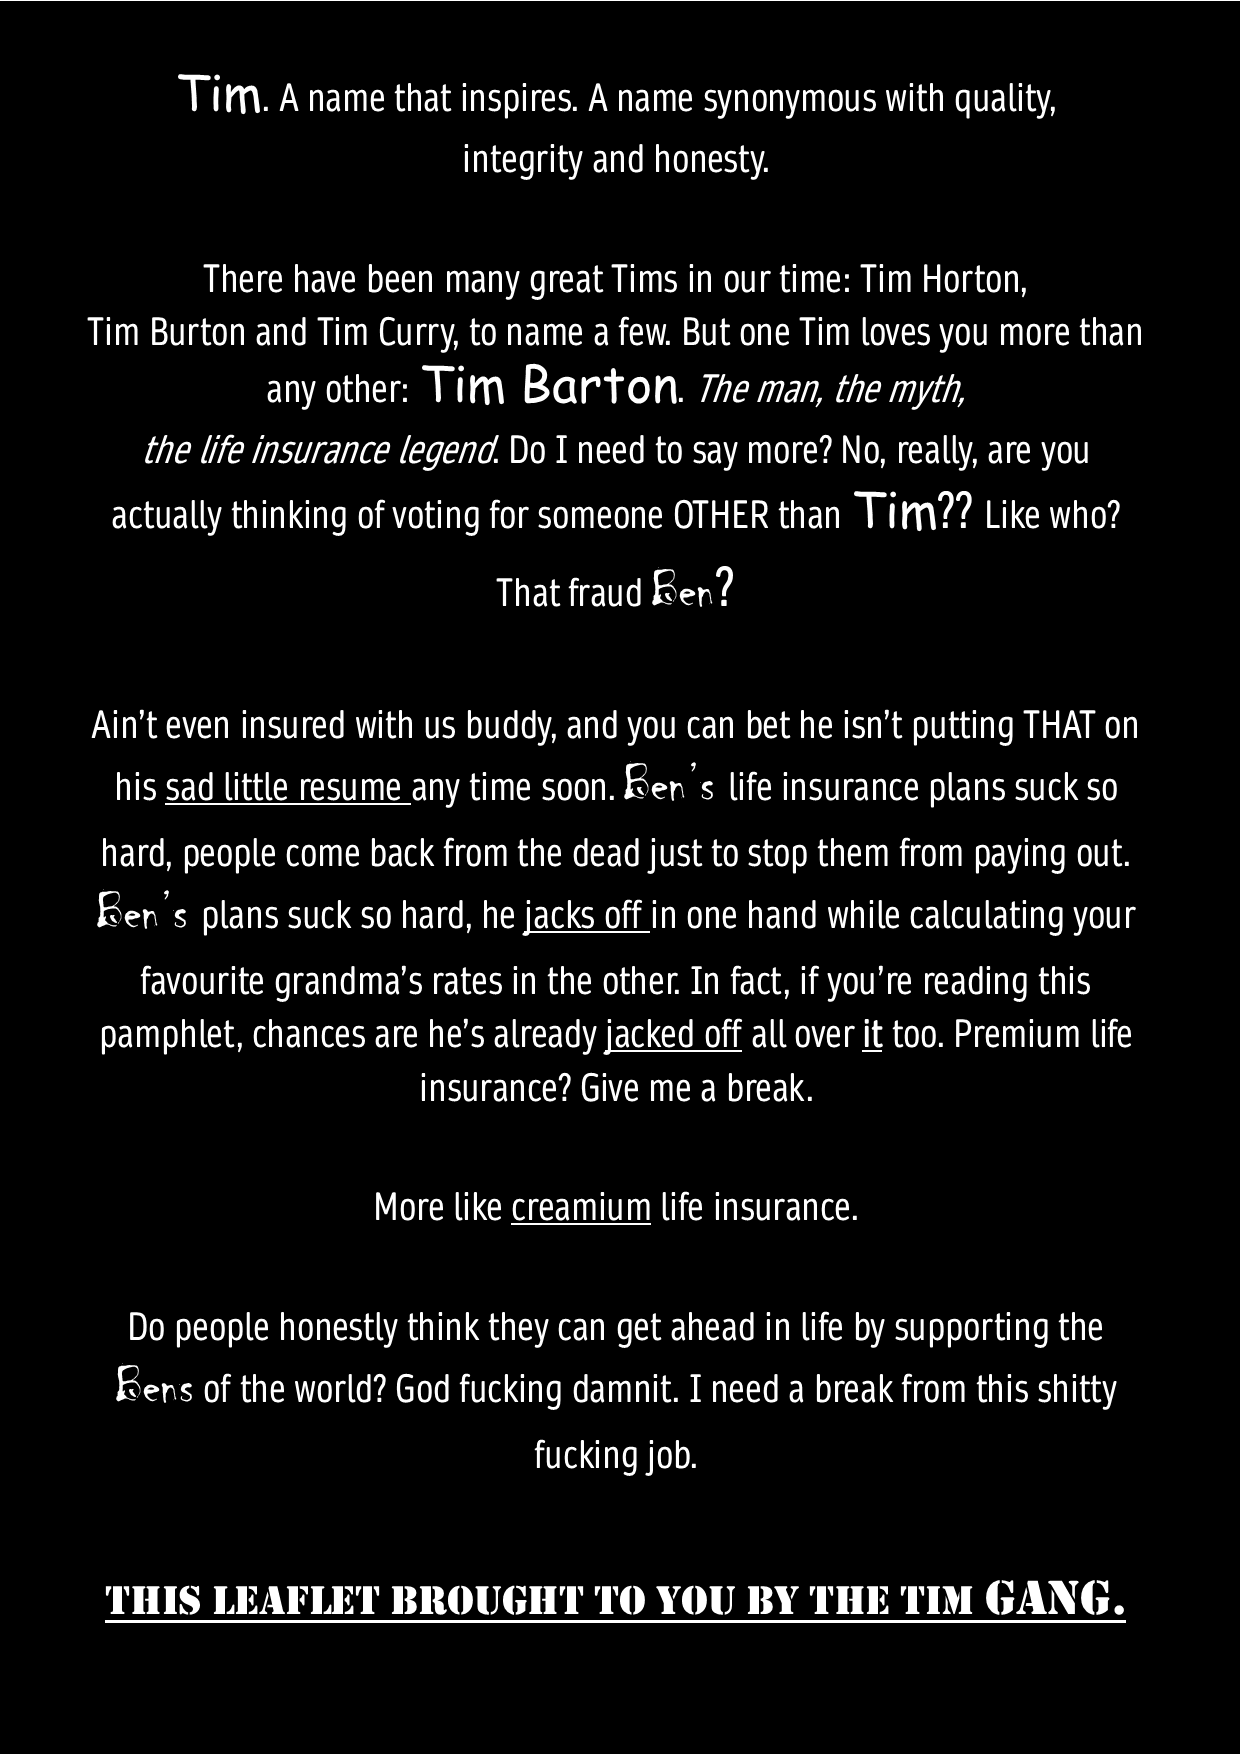 Tim. A name that inspires. A name synonymous with quality,
integrity and honesty.
There have been many great Tims in our time: Tim Horton,
Tim Burton and Tim Curry, to name a few. But one Tim loves you more than
any other: Tim Barton. The man, the myth,
the life insurance legend. Do I need to say more? No, really, are you
actually thinking of voting for someone OTHER than Tim?? Like who?
That fraud Ben?
Ain’t even insured with us buddy, and you can bet he isn’t putting THAT on
his sad little resume any time soon. Ben’s life insurance plans suck so
hard, people come back from the dead just to stop them from paying out.
Ben’s plans suck so hard, he jacks off in one hand while calculating your
favourite grandma’s rates in the other. In fact, if you’re reading this
pamphlet, chances are he’s already jacked off all over it too. Premium life
insurance? Give me a break.
More like creamium life insurance.
Do people honestly think they can get ahead in life by supporting the
Bens of the world? God fucking damnit. I need a break from this shitty
fucking job.
THIS LEAFLET BROUGHT TO YOU BY THE TIM GANG.